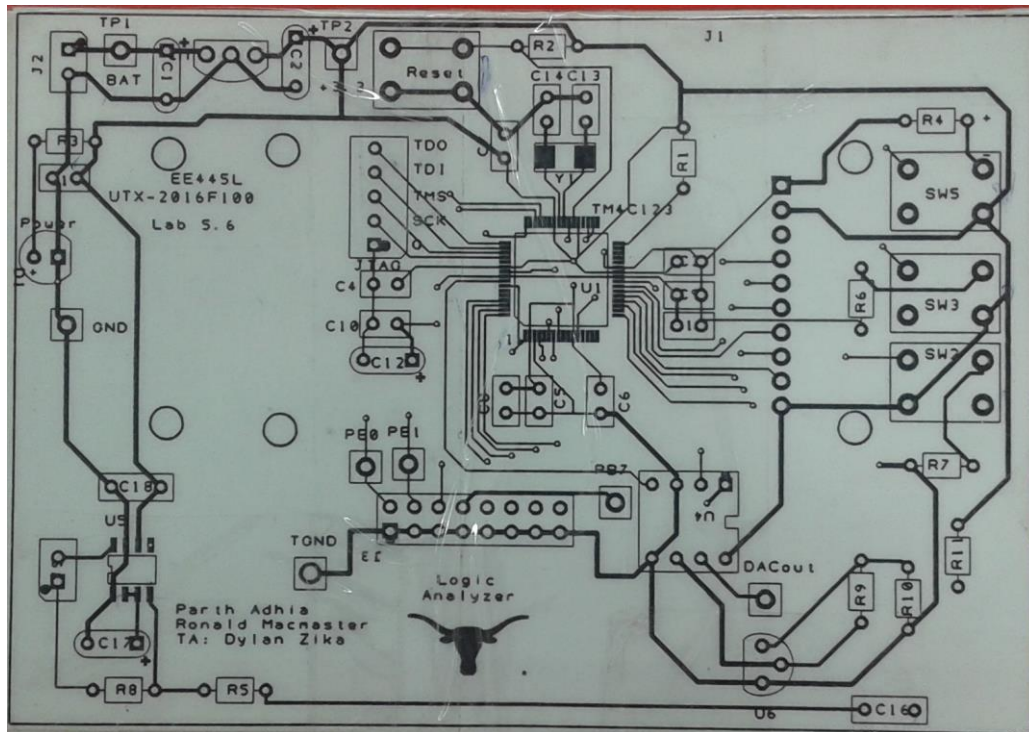 TP1
TP2
J1
J2
BAT
C1
C2
Reset
R2
C14 C13
R3
TDO
TDI
TMS
SCK
JTAG
EE445L
UTX-2016F100
Lab 5.6
Y1
TM4C123
R1
R4
+
SW5
Power
C4
U1
R6
SW3
GND
C10
C12
+
SW2
C5
C6
PE0
PE1
PB7
R7
C18
U5
U4
TGND
J3
DACout
R11
Logic
Analyzer
R9
R10
Parth Adhia
Ronald Macmaster
TA: Dylan Zika
C17
+
R8
R5
C16
U6